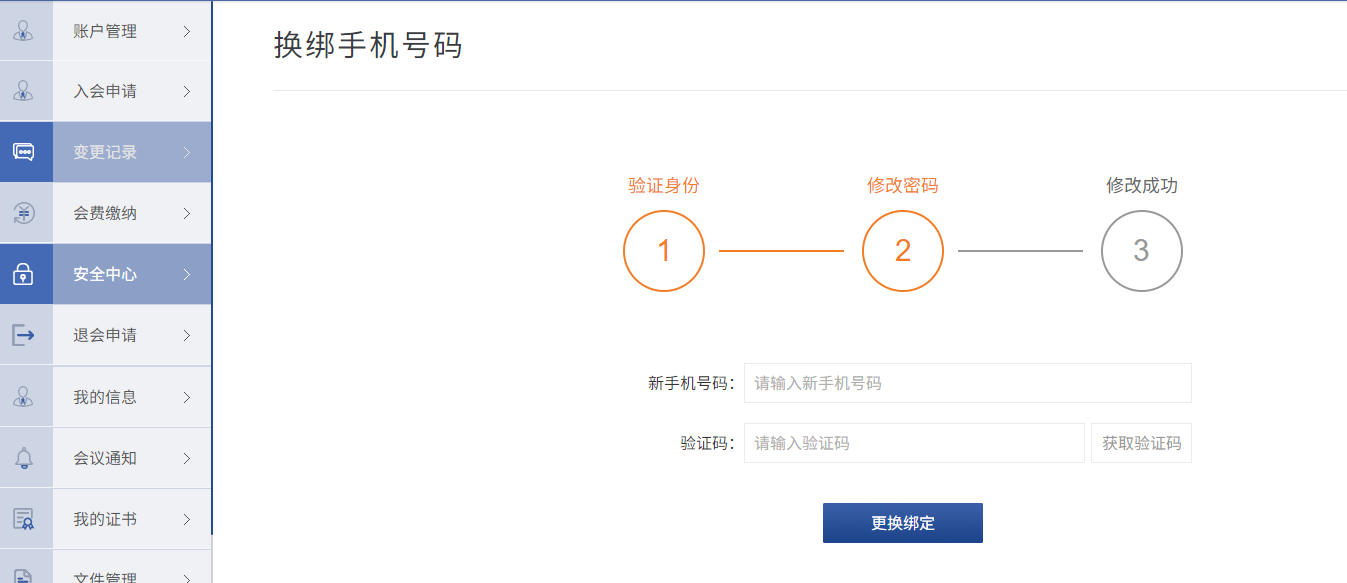 账户管理
入会申请
变更记录
会费缴纳
安全中心
退会申请
我的信息
会议通知
我的证书
文件管理
换绑手机号码
验证身份
修改密码
修改成功
1
2
3
新手机号码：
请输入新手机号码
验证码：
请输入验证码
获取验证码
更换绑定